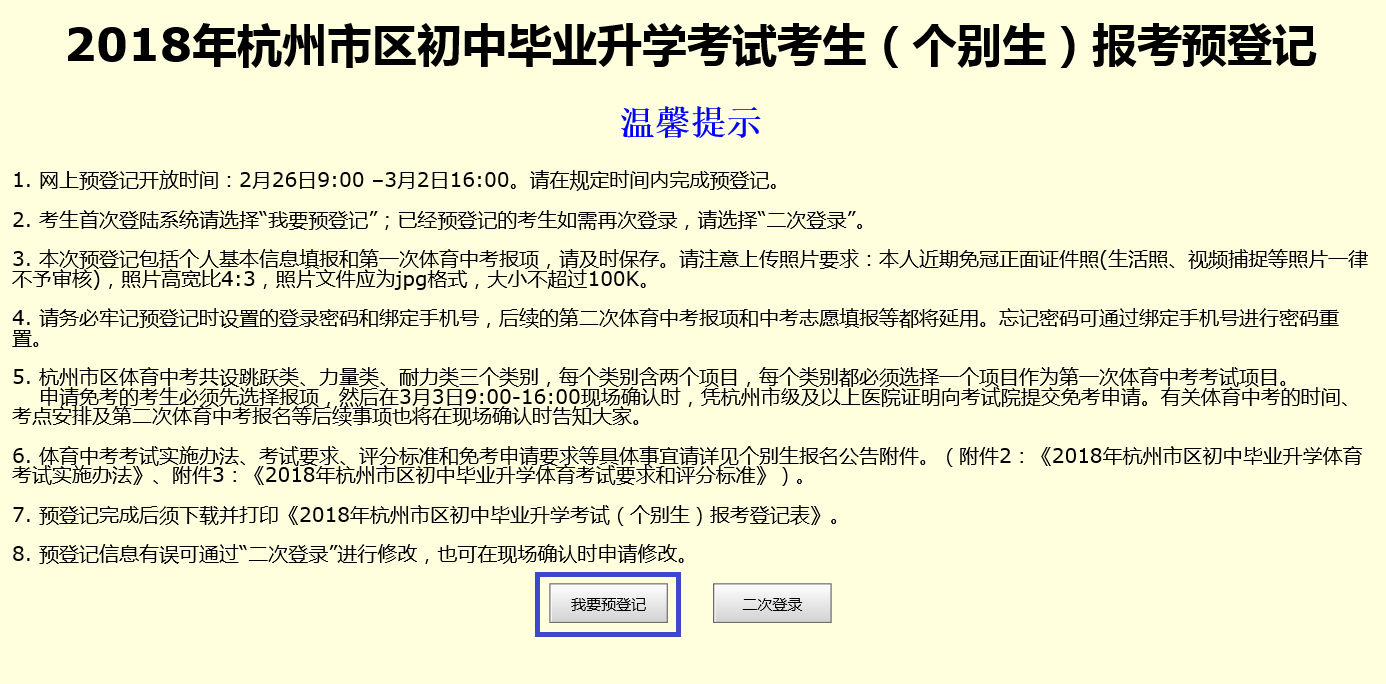 2018年杭州市区初中毕业升学考试考生（个别生）报考预登记
温馨提示
1. 网上预登记开放时间：2月26日9:00 –3月2日16:00。请在规定时间内完成预登记。
2. 考生首次登陆系统请选择“我要预登记”；已经预登记的考生如需再次登录，请选择“二次登录”。
3. 本次预登记包括个人基本信息填报和第一次体育中考报项，请及时保存。请注意上传照片要求：本人近期免冠正面证件照(生活照、视频捕捉等照片一律
不予审核)，照片高宽比4:3，照片文件应为jpg格式，大小不超过100K。
4. 请务必牢记预登记时设置的登录密码和绑定手机号，后续的第二次体育中考报项和中考志愿填报等都将延用。忘记密码可通过绑定手机号进行密码重
置。
5. 杭州市区体育中考共设跳跃类、力量类、耐力类三个类别，每个类别含两个项目，每个类别都必须选择一个项目作为第一次体育中考考试项目。
申请免考的考生必须先选择报项，然后在3月3日9:00-16:00现场确认时，凭杭州市级及以上医院证明向考试院提交免考申请。有关体育中考的时间、
考点安排及第二次体育中考报名等后续事项也将在现场确认时告知大家。
6. 体育中考考试实施办法、考试要求、评分标准和免考申请要求等具体事宜请详见个别生报名公告附件。（附件2：《2018年杭州市区初中毕业升学体育
考试实施办法》、附件3：《2018年杭州市区初中毕业升学体育考试要求和评分标准》）。
7. 预登记完成后须下载并打印《2018年杭州市区初中毕业升学考试（个别生）报考登记表》。
8. 预登记信息有误可通过“二次登录”进行修改，也可在现场确认时申请修改。
我要预登记 二次登录